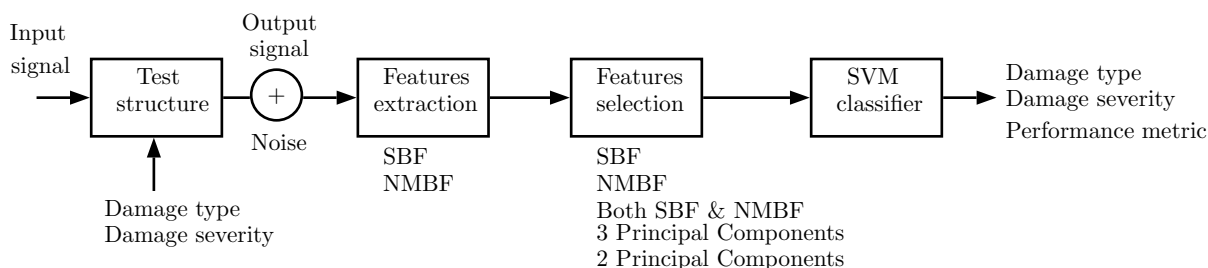 Input
signal
Test
structure
Damage type
Damage severity
Output
signal
+
Noise
Features
extraction
SBF
NMBF
Features
selection
SBF
NMBF
Both SBF & NMBF
3 Principal Components
2 Principal Components
SVM
classifier
Damage type
Damage severity
Performance metric